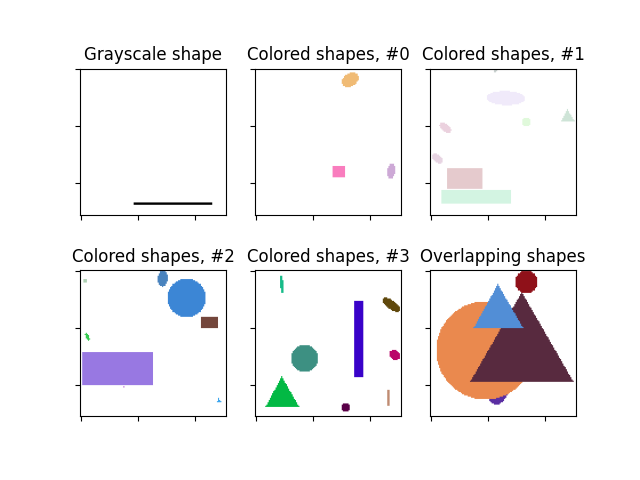 Grayscale shape
Colored shapes, #0
Colored shapes, #1
Colored shapes, #2
Colored shapes, #3
Overlapping shapes